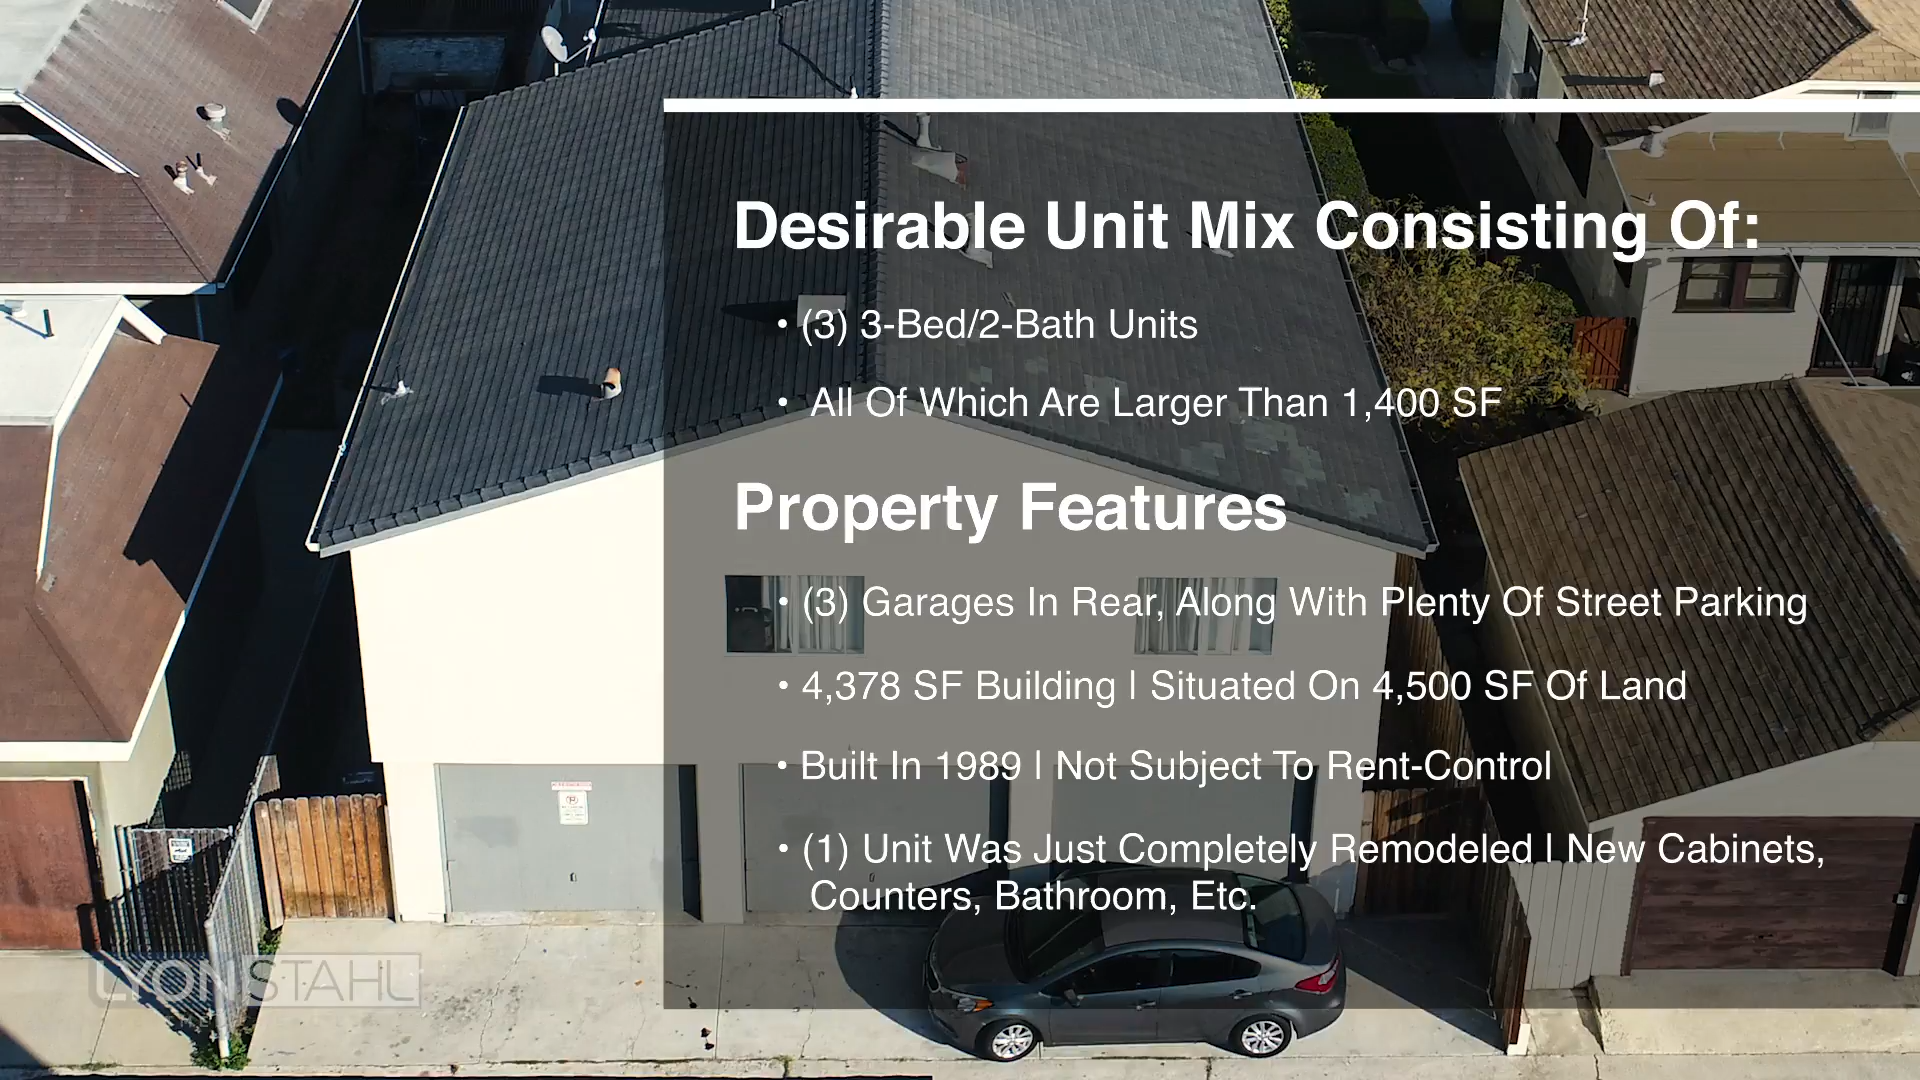 Desirable Unit Mix Consisting Of:
• (3) 3-Bed/2-Bath Units
• All Of Which Are Larger Than 1,400 SF
Property Features
• (3) Garages In Rear, Along With Plenty Of Street Parking
• 4,378 SF Building | Situated On 4,500 SF Of Land
• Built In 1989 | Not Subject To Rent-Control
• (1) Unit Was Just Completely Remodeled | New Cabinets,
Counters, Bathroom, Etc.
LYONSTAHL